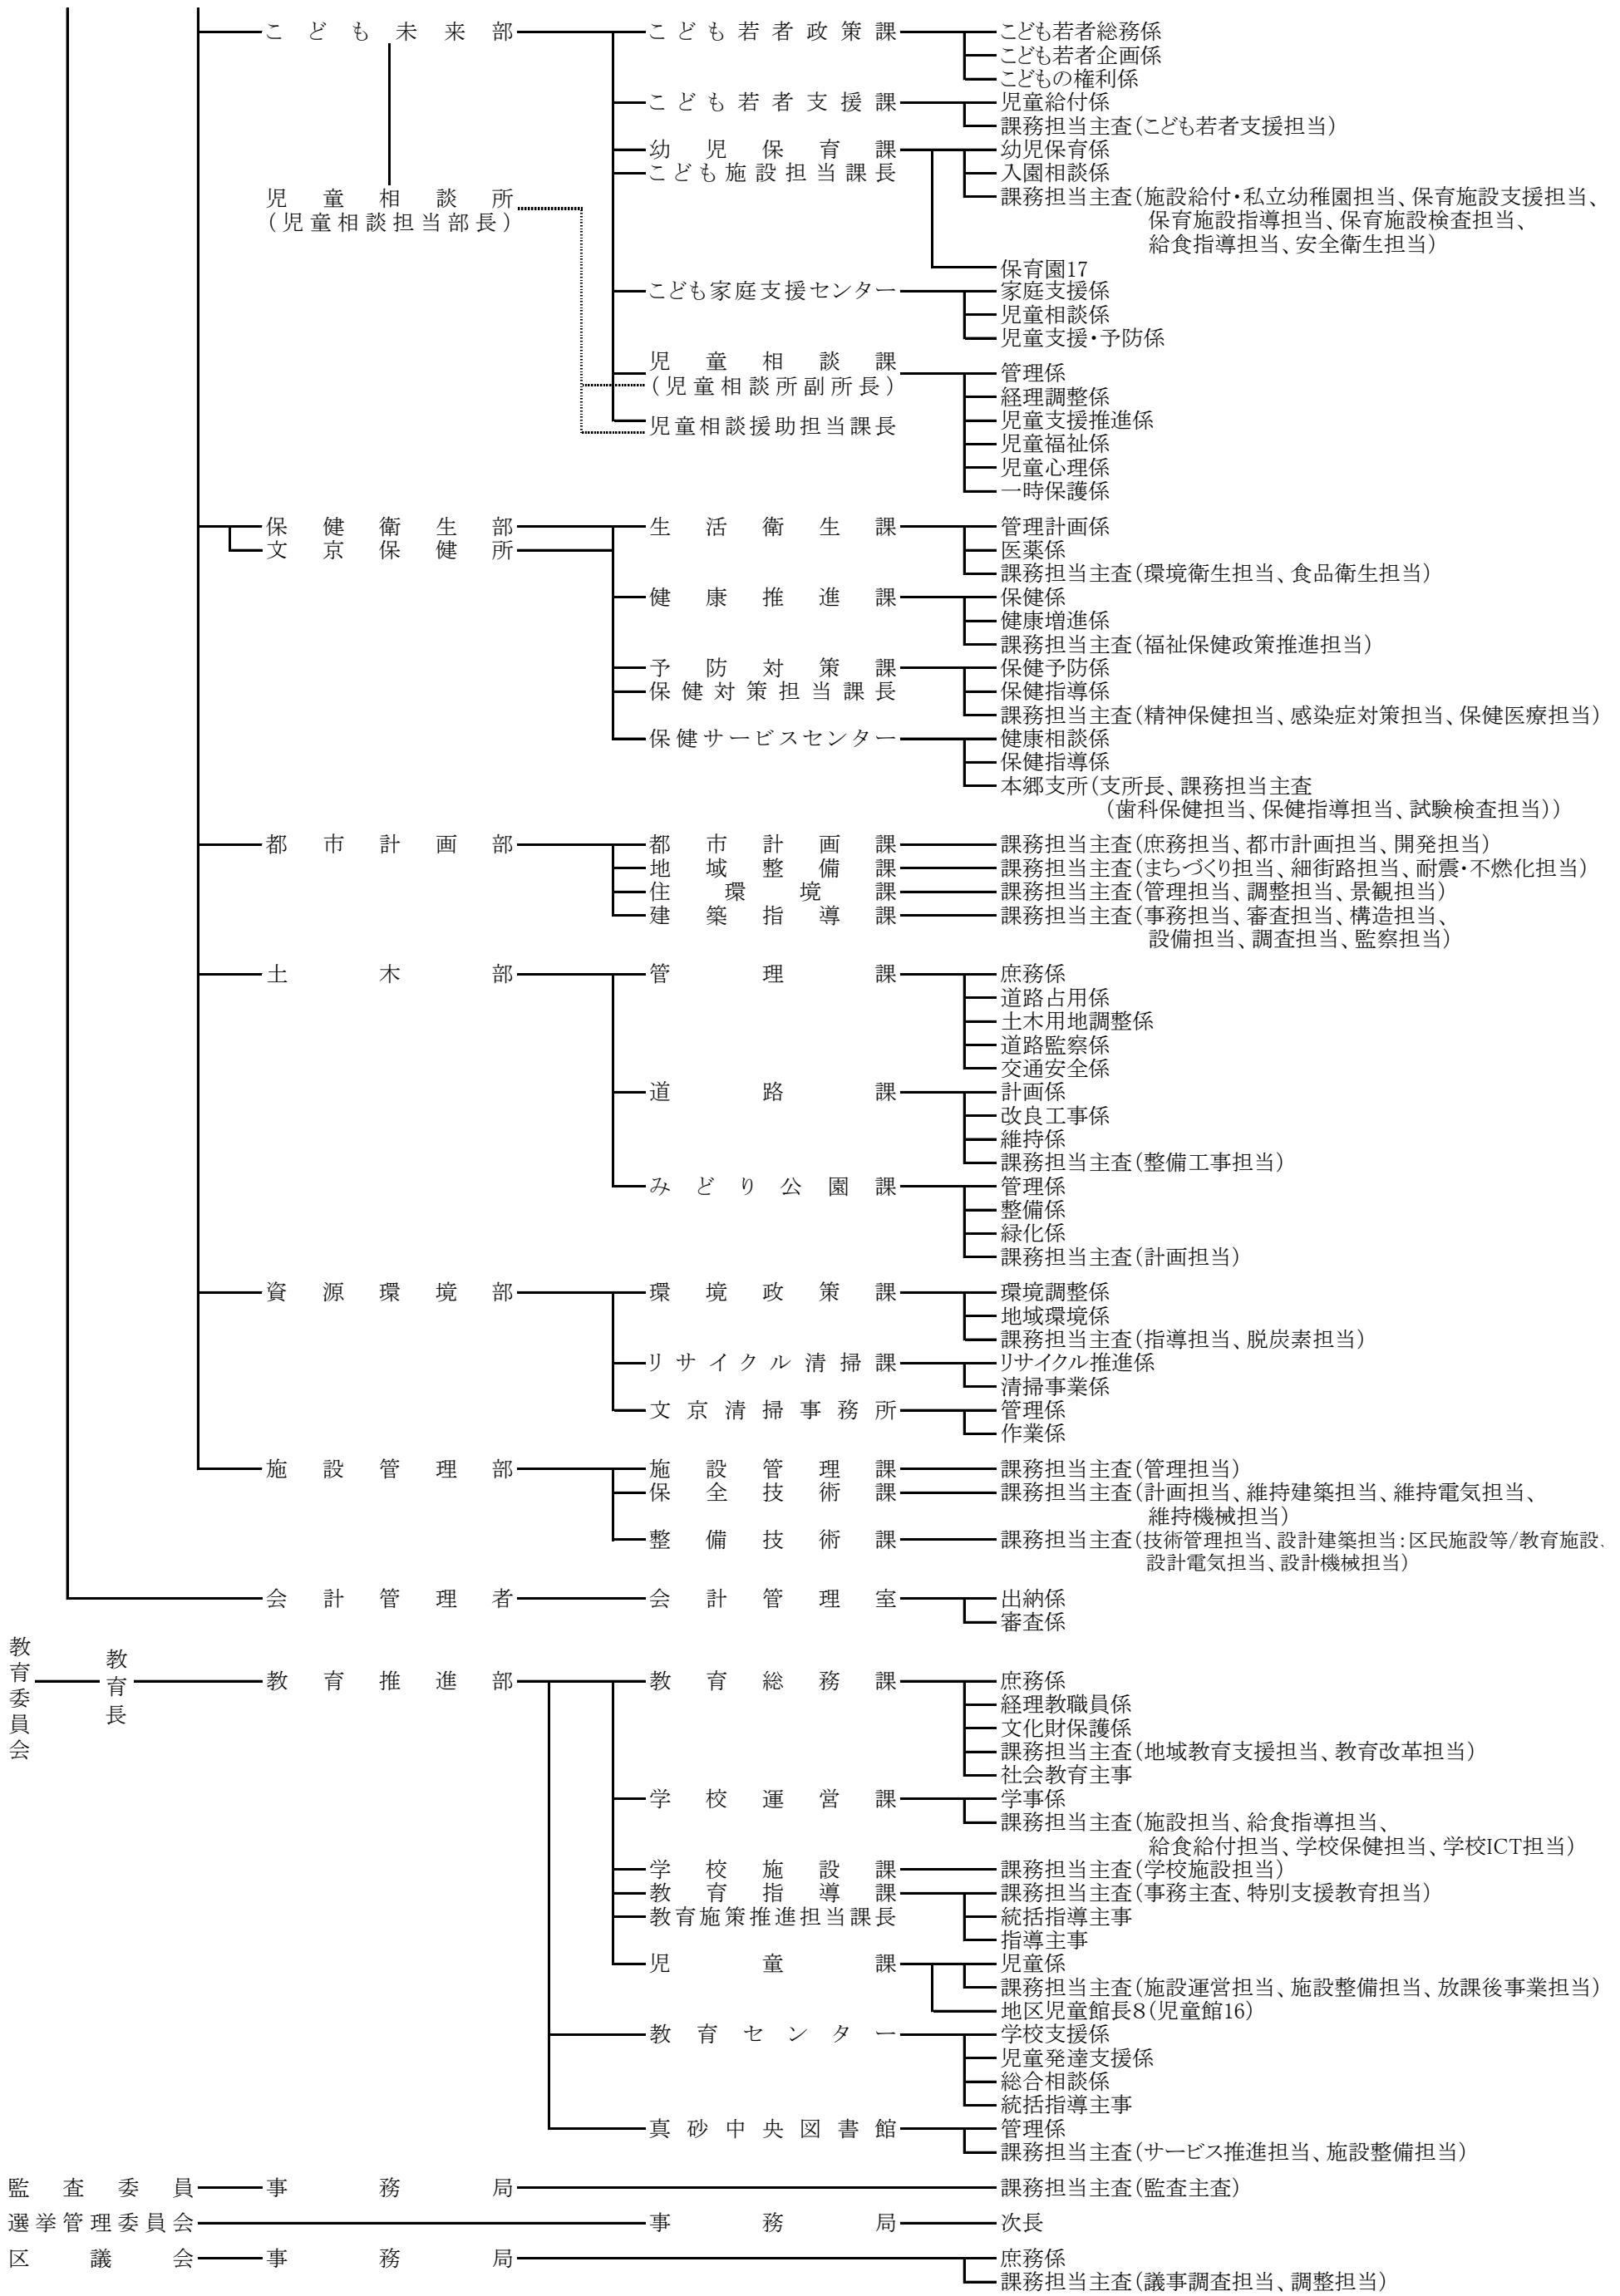 こども未来部 こども若者政策課 こども若者総務係
こども若者企画係
こどもの権利係
こども若者支援課 児童給付係
課務担当主査(こども若者支援担当)
幼児保育課 幼児保育係
こども施設担当課長 入園相談係
児童相談所 課務担当主査(施設給付・私立幼稚園担当、保育施設支援担当、
(児童相談担当部長) 保育施設指導担当、保育施設検査担当、
給食指導担当、安全衛生担当)
保育園17
こども家庭支援センター 家庭支援係
児童相談係
児童支援・予防係
児童相談課 管理係
(児童相談所副所長) 経理調整係
児童相談援助担当課長 児童支援推進係
児童福祉係
児童心理係
一時保護係
保健衛生部 生活衛生課 管理計画係
文京保健所 医薬係
課務担当主査(環境衛生担当、食品衛生担当)
健康推進課 保健係
健康増進係
課務担当主査(福祉保健政策推進担当)
予防対策課 保健予防係
保健対策担当課長 保健指導係
課務担当主査(精神保健担当、感染症対策担当、保健医療担当)
保健サービスセンター 健康相談係
保健指導係
本郷支所(支所長、課務担当主査
(歯科保健担当、保健指導担当、試験検査担当))
都市計画部 都市計画課 課務担当主査(庶務担当、都市計画担当、開発担当)
地域整備課 課務担当主査(まちづくり担当、細街路担当、耐震・不燃化担当)
住環境課 課務担当主査(管理担当、調整担当、景観担当)
建築指導課 課務担当主査(事務担当、審査担当、構造担当、
設備担当、調査担当、監察担当)
土木部 管理課 庶務係
道路占用係
土木用地調整係
道路監察係
交通安全係
道路課 計画係
改良工事係
維持係
課務担当主査(整備工事担当)
みどり公園課 管理係
整備係
緑化係
課務担当主査(計画担当)
資源環境部 環境政策課 環境調整係
地域環境係
課務担当主査(指導担当、脱炭素担当)
リサイクル清掃課 リサイクル推進係
清掃事業係
文京清掃事務所 管理係
作業係
施設管理部 施設管理課 課務担当主査(管理担当)
保全技術課 課務担当主査(計画担当、維持建築担当、維持電気担当、
維持機械担当)
整備技術課 課務担当主査(技術管理担当、設計建築担当:区民施設等/教育施設、
設計電気担当、設計機械担当)
会計管理者 会計管理室 出納係
審査係
教育委員会 教育長 教育推進部 教育総務課 庶務係
経理教職員係
文化財保護係
課務担当主査(地域教育支援担当、教育改革担当)
社会教育主事
学校運営課 学事係
課務担当主査(施設担当、給食指導担当、
給食給付担当、学校保健担当、学校ICT担当)
学校施設課 課務担当主査(学校施設担当)
教育指導課 課務担当主査(事務主査、特別支援教育担当)
教育施策推進担当課長 統括指導主事
指導主事
児童課 児童係
課務担当主査(施設運営担当、施設整備担当、放課後事業担当)
地区児童館長8(児童館16)
教育センター 学校支援係
児童発達支援係
総合相談係
統括指導主事
真砂中央図書館 管理係
課務担当主査(サービス推進担当、施設整備担当)
監査委員 事務局 課務担当主査(監査主査)
選挙管理委員会 事務局 次長
区議会 事務局 庶務係
課務担当主査(議事調査担当、調整担当)